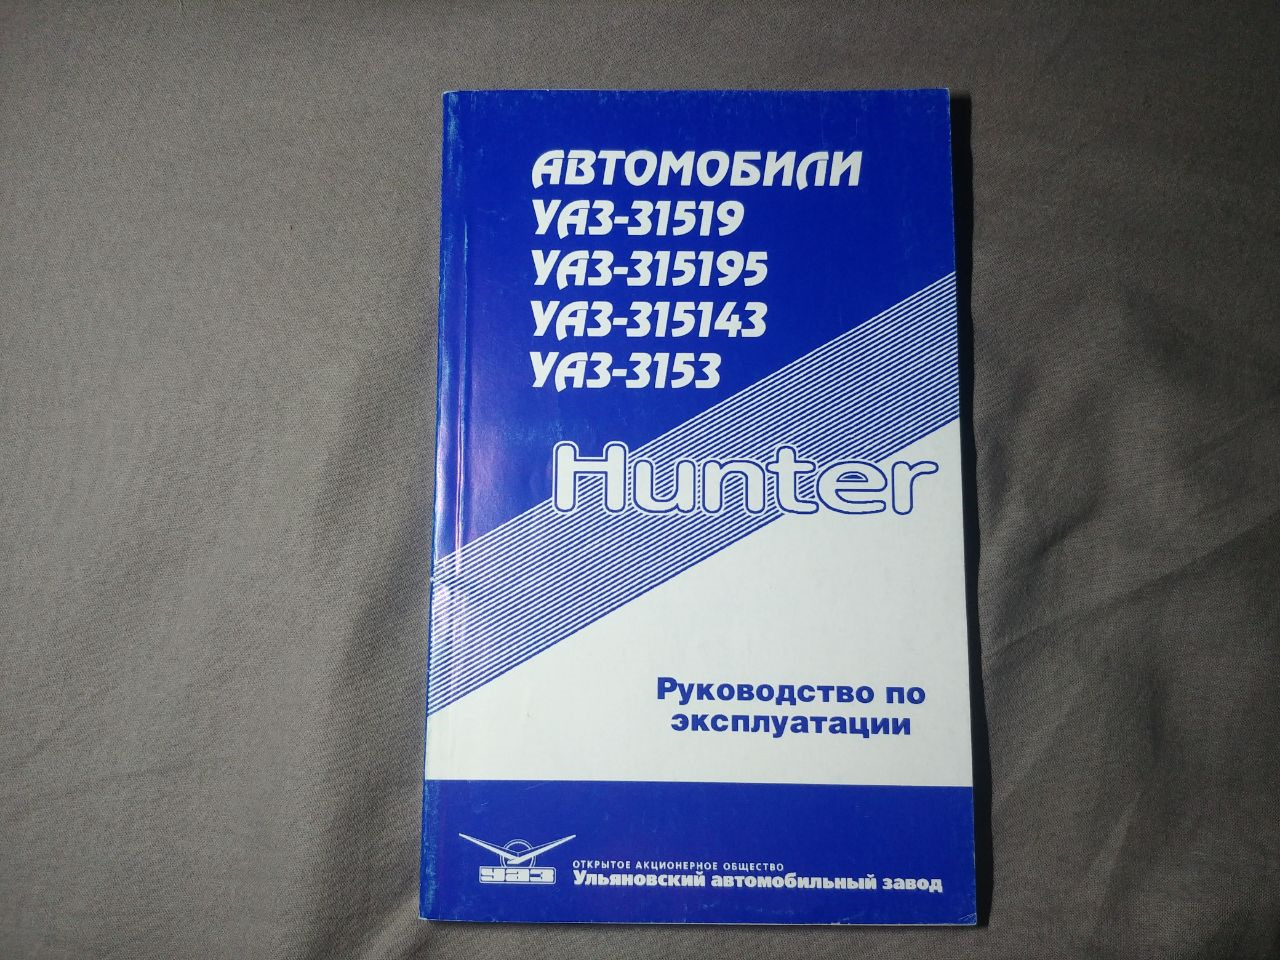 АВТОМОБИЛИ
УАЗ-31519
УАЗ-315195
УАЗ-315143
УАЗ-3153
Hunter
Руководство по
эксплуатации
уаз
ОТКРЫТОЕ АКЦИОНЕРНОЕ ОБЩЕСТВО
Ульяновский автомобильный завод